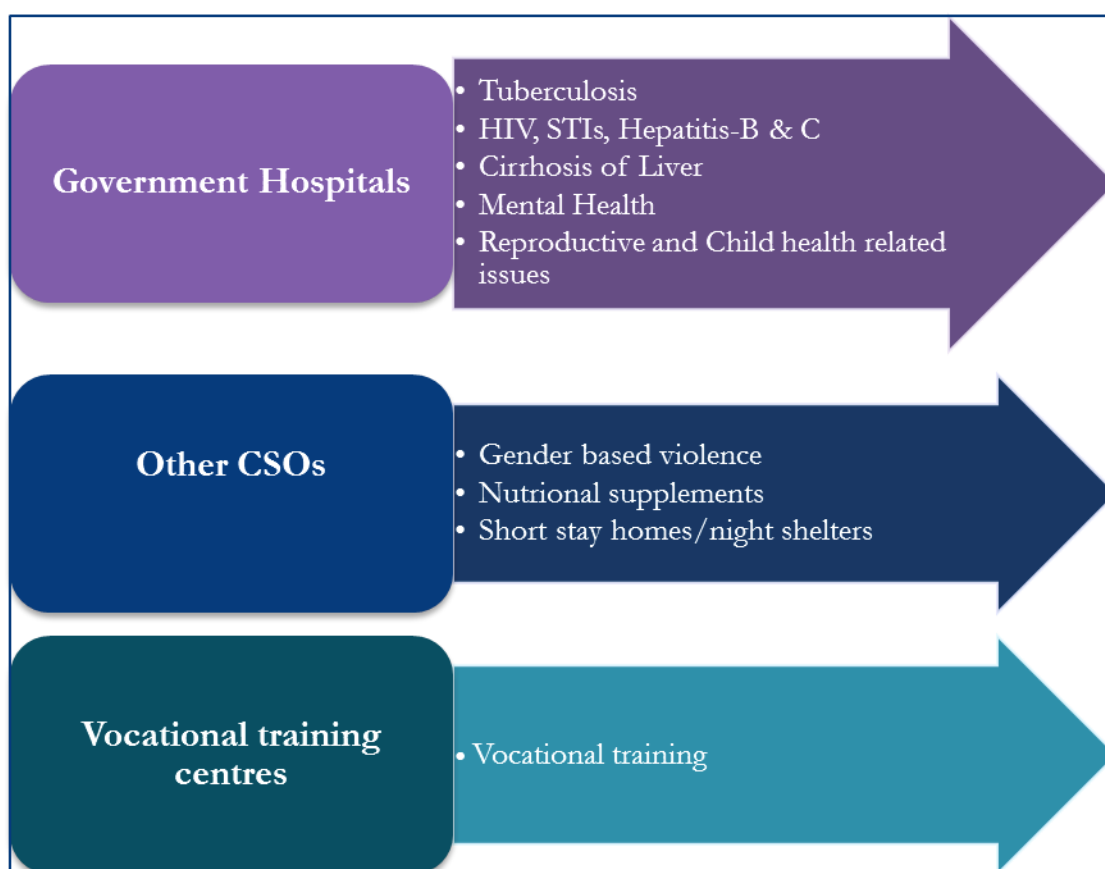 Government Hospitals
• Tuberculosis
• HIV, STIs, Hepatitis-B & C
• Cirrhosis of Liver
• Mental Health
• Reproductive and Child health related
issues
Other CSOs
• Gender based violence
• Nutrional supplements
• Short stay homes/night shelters
Vocational training
centres
• Vocational training